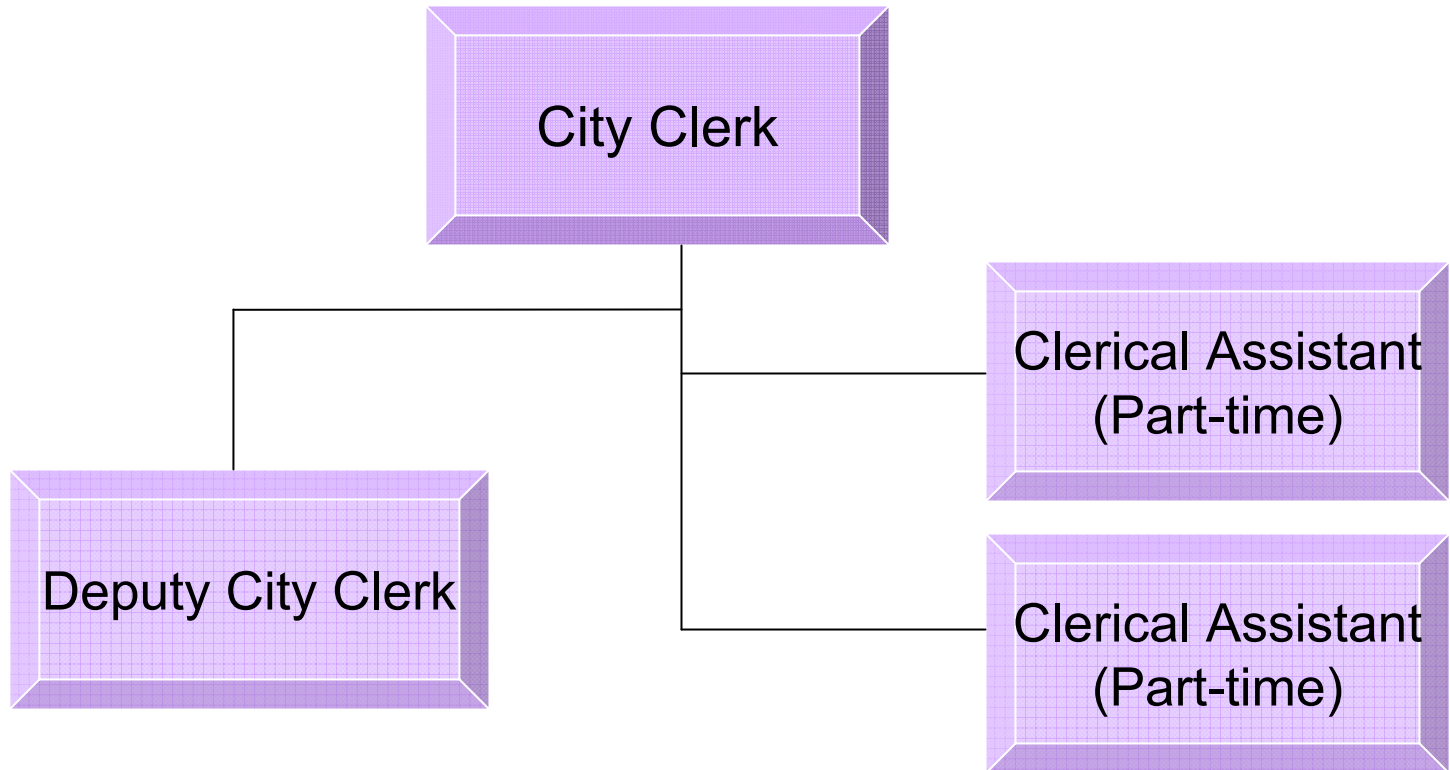 City Clerk
Clerical Assistant
(Part-time)
Deputy City Clerk
Clerical Assistant
(Part-time)